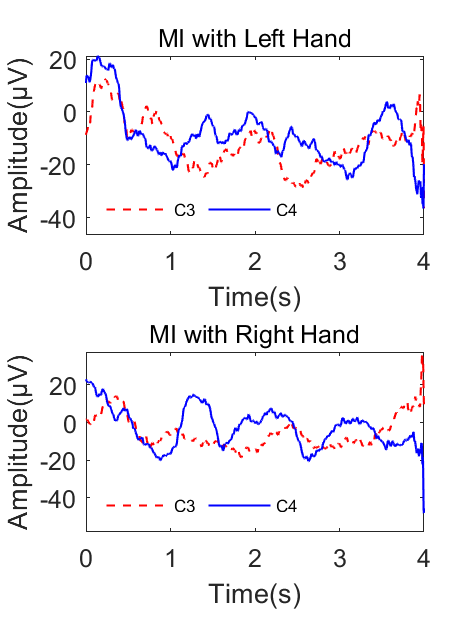 MI with Left Hand
Amplitude(μV)
20
0
-20
-40
C3
C4
0 1 2 3 4
Time(s)
MI with Right Hand
Amplitude(μV)
20
0
-20
-40
C3
C4
0 1 2 3 4
Time(s)